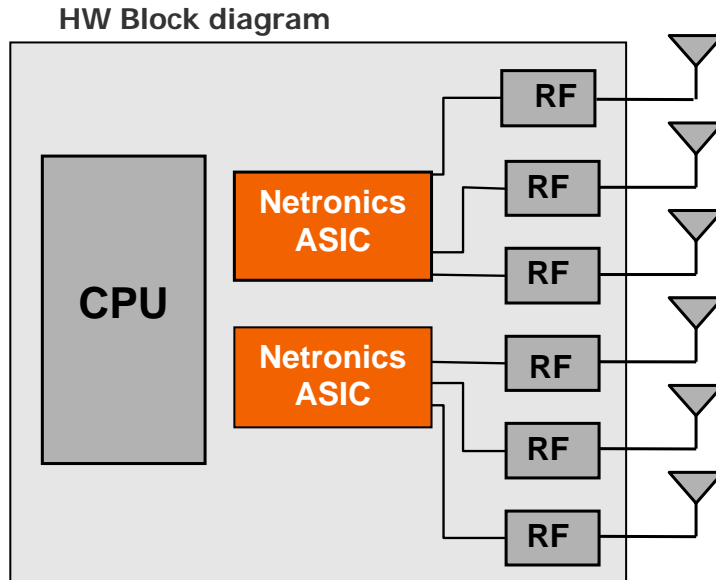 HW Block diagram
RF
RF
RF
Netronics
ASIC
CPU
Netronics
ASIC
RF
RF
RF